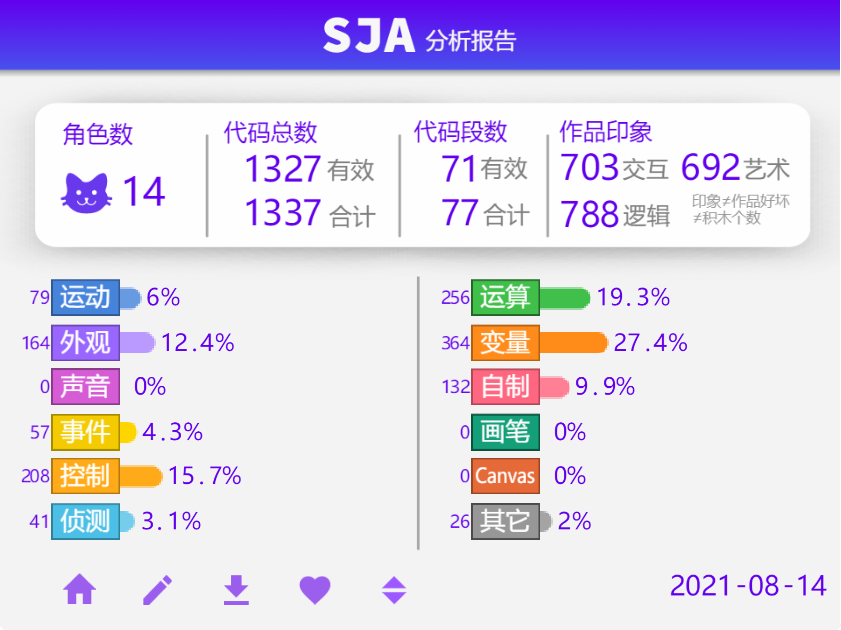 SJA 分析报告
角色数
14
代码总数
1327 有效
1337 合计
代码段数
71 有效
77 合计
作品印象
703 交互 692 艺术
788 逻辑
印象≠作品好坏
≠积木个数
79 运动 6%
164 外观 12.4%
0 声音 0%
57 事件 4.3%
208 控制 15.7%
41 侦测 3.1%
256 运算 19.3%
364 变量 27.4%
132 自制 9.9%
0 画笔 0%
0 Canvas 0%
26 其它 2%
2021-08-14